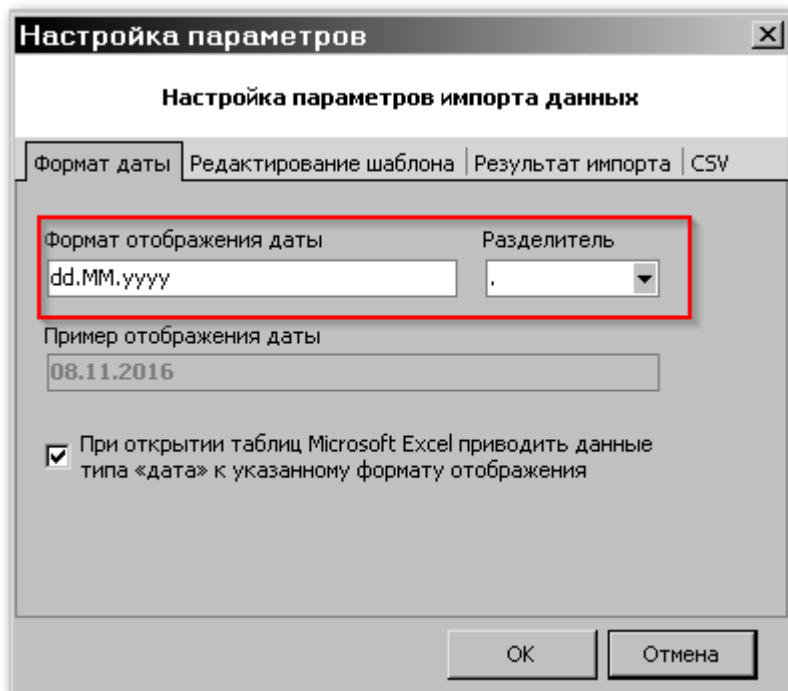 Настройка параметров
Настройка параметров импорта данных
Формат даты Редактирование шаблона Результат импорта CSV
Формат отображения даты Разделитель
dd.MM.yyyy .
Пример отображения даты
08.11.2016
При открытии таблиц Microsoft Excel приводить данные
типа «дата» к указанному формату отображения
OK Отмена